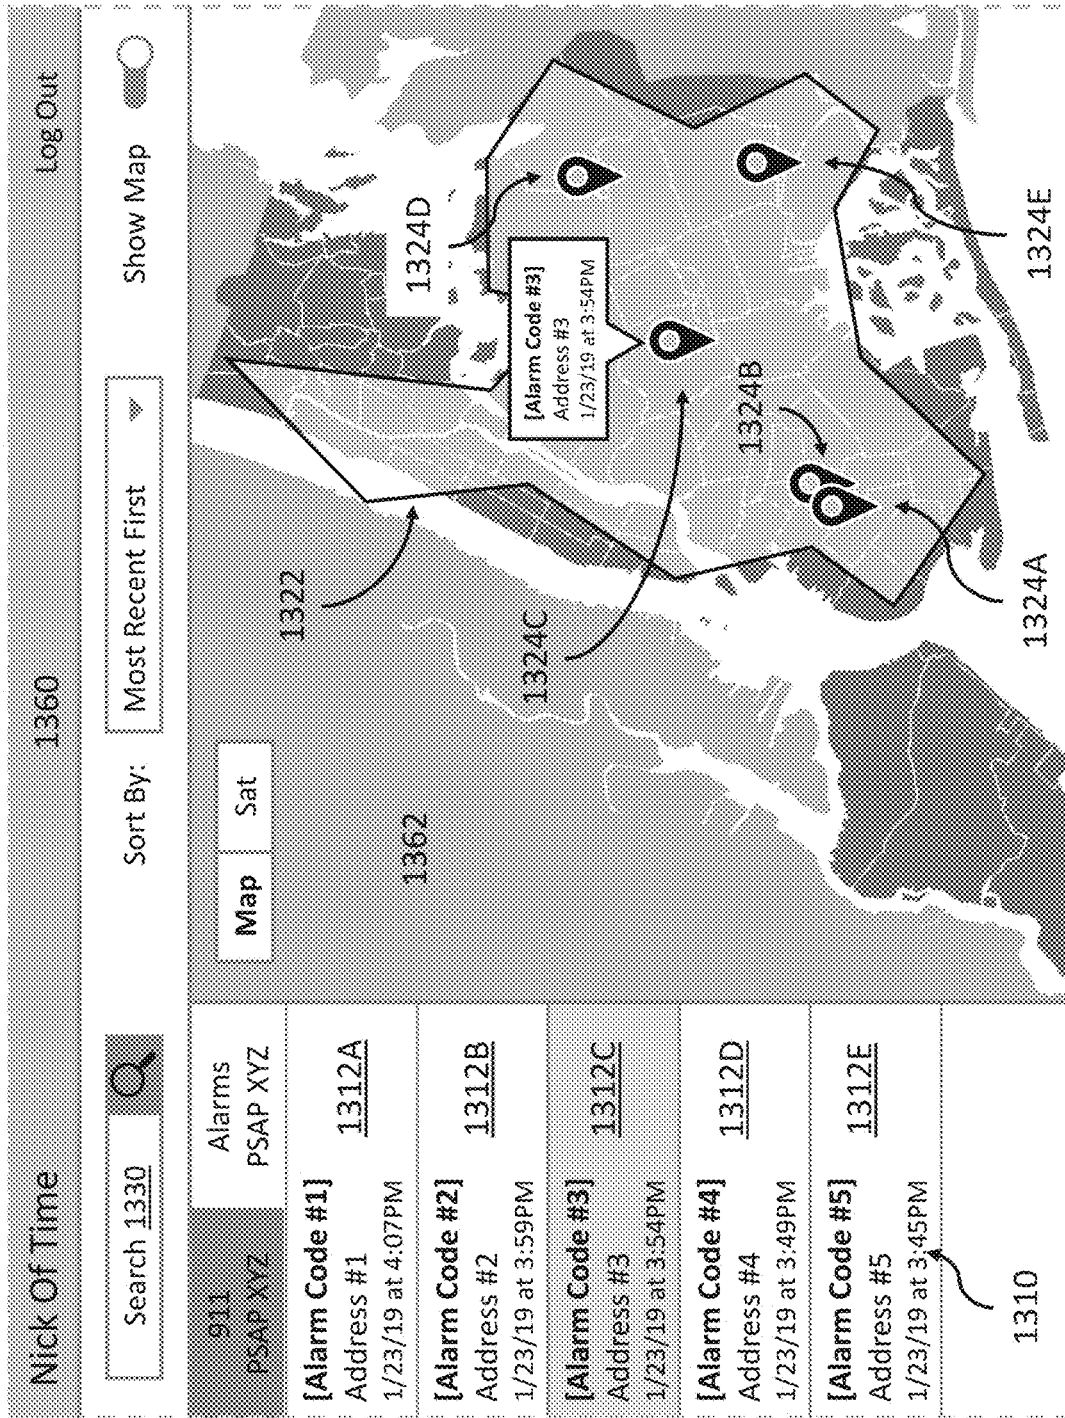 Nick Of Time
1360
Log Out
Search 1330
Sort By:
Most Recent First
Show Map
911
PSAP XYZ
Alarms
PSAP XYZ
[Alarm Code #1]
Address #1
1312A
1/23/19 at 4:07PM
[Alarm Code #2]
Address #2
1312B
1/23/19 at 3:59PM
[Alarm Code #3]
Address #3
1312C
1/23/19 at 3:54PM
[Alarm Code #4]
Address #4
1312D
1/23/19 at 3:49PM
[Alarm Code #5]
Address #5
1312E
1/23/19 at 3:45PM
1310
Map
Sat
1362
1322
1324D
[Alarm Code #3]
Address #3
1/23/19 at 3:54PM
1324C
1324B
1324A
1324E